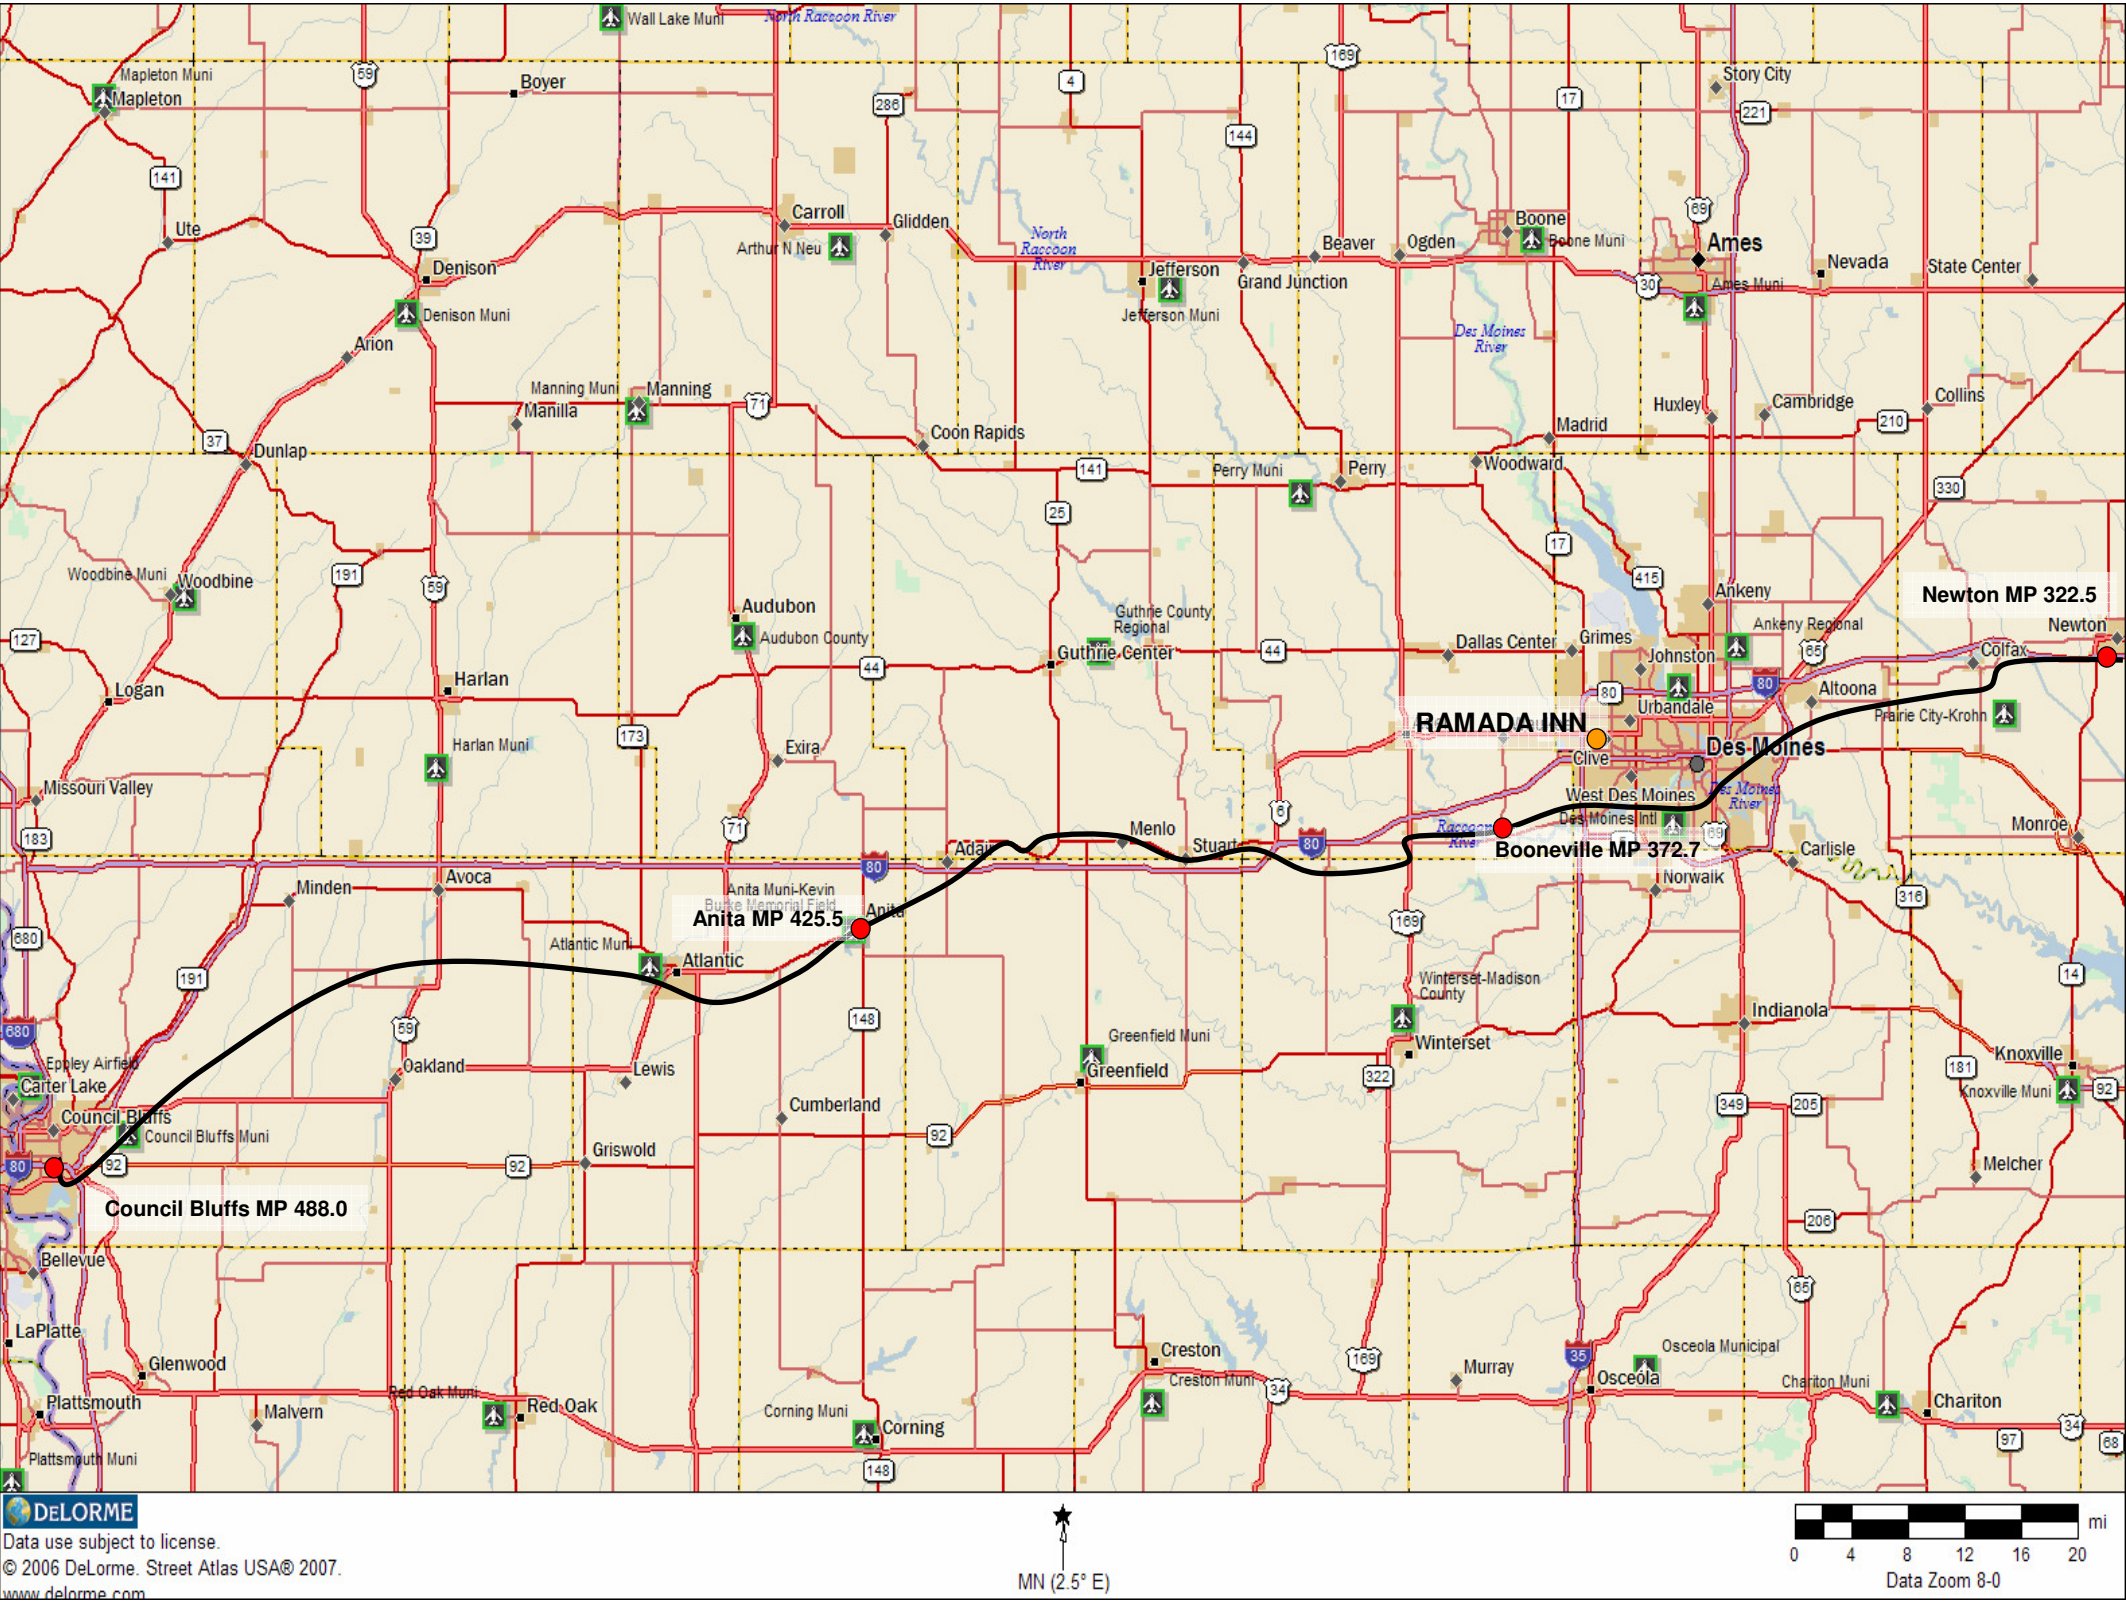 Wall Lake Muni
North Raccoon River
Mapleton Muni
Mapleton
59
Boyer
286
4
169
17
Story City
221
144
141
Ute
39
Denison
Denison Muni
Arion
Carroll
Arthur N Neu
Glidden
North
Raccoon
River
Jefferson
Jefferson Muni
Grand Junction
Beaver
Ogden
Boone
Boone Muni
69
Ames
30
Ames Muni
Nevada
State Center
Des Moines
River
Manning Muni
Manning
Manilla
71
Coon Rapids
Huxley
Cambridge
Collins
210
Madrid
37
Dunlap
141
Perry Muni
Perry
Woodward
330
25
17
Woodbine Muni
Woodbine
191
59
415
Ankeny
Newton MP 322.5
Audubon
Audubon County
Guthrie County
Regional
Guthrie Center
44
44
Dallas Center
Grimes
Johnston
Ankeny Regional
65
Newton
Colfax
127
Logan
Harlan
Harlan Muni
173
Exira
80
80
Urbandale
Altoona
Prairie City-Krohn
RAMADA INN
Clive
Des Moines
Missouri Valley
183
71
6
West Des Moines
Des Moines
River
Des Moines Intl
69
Monroe
Adair
Menlo
Stuart
80
80
Raccoon
River
Booneville MP 372.7
Carlisle
Norwalk
316
Minden
Avoca
Anita Muni-Kevin
Burke Memorial Field
Anita
Anita MP 425.5
169
680
191
Atlantic Muni
Atlantic
14
Winterset-Madison
County
Winterset
Indianola
680
59
148
Greenfield Muni
Greenfield
Eppley Airfield
Carter Lake
Oakland
Lewis
322
181
Knoxville
Knoxville Muni
92
Council Bluffs
Council Bluffs Muni
Cumberland
349
205
80
92
92
Griswold
92
Melcher
Council Bluffs MP 488.0
206
Bellevue
65
LaPlatte
Glenwood
Creston
Creston Muni
169
Murray
35
Osceola Municipal
Osceola
Plattsmouth
Malvern
Red Oak Muni
Red Oak
Corning Muni
Corning
34
Chariton Muni
Chariton
34
97
68
Plattsmouth Muni
148
DELORME
Data use subject to license.
© 2006 DeLorme. Street Atlas USA® 2007.
www.delorme.com
MN (2.5° E)
mi
0 4 8 12 16 20
Data Zoom 8-0